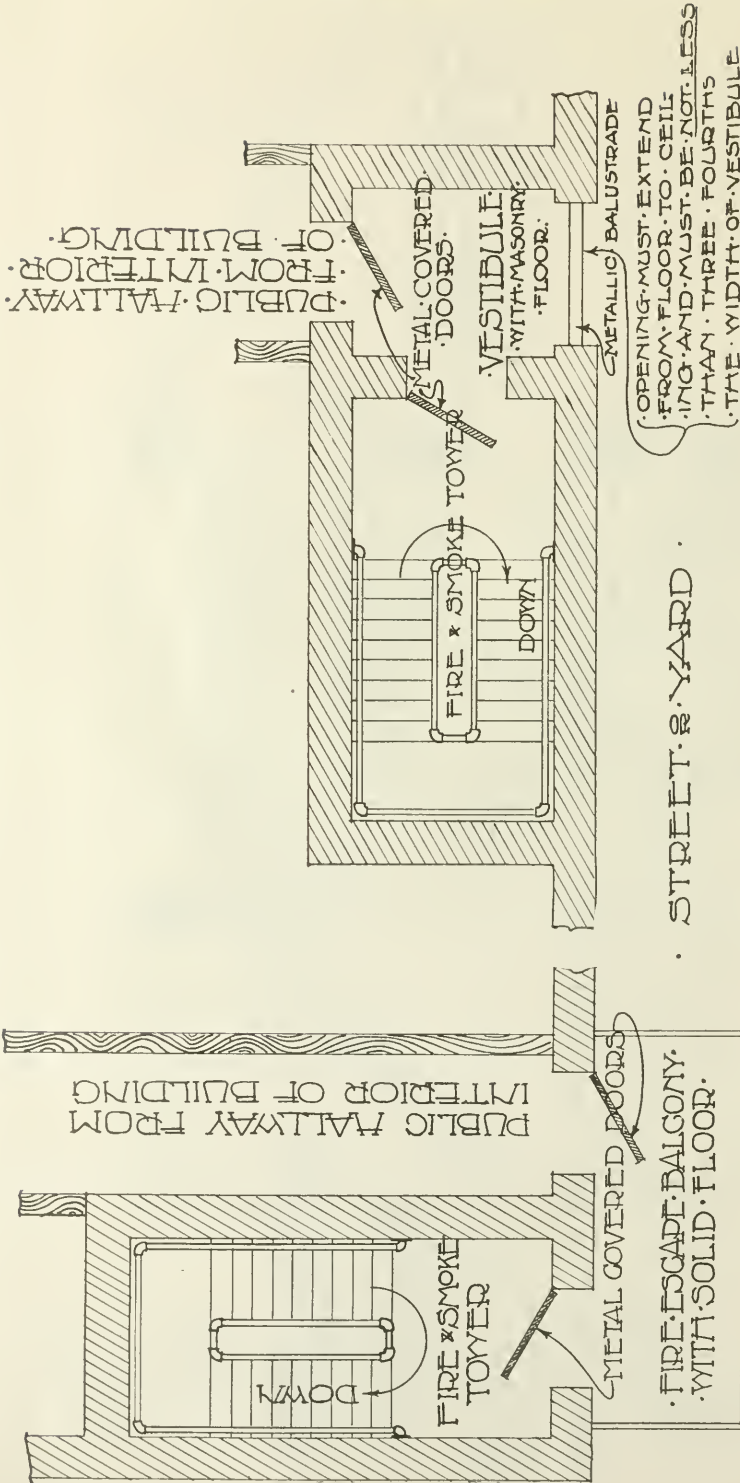 ·PUBLIC·HALLWAY·
FROM·INTERIOR·
·OF BUILDING·
METAL·COVERED·
·DOORS·
·VESTIBULE·
·WITH·MASONRY·
·FLOOR·
FIRE & SMOKE TOWER
DOWN
METALLIC BALUSTRADE
·OPENING·MUST·EXTEND
FROM·FLOOR·TO·CEIL-
ING·AND·MUST·BE·NOT·LESS
THAN·THREE·FOURTHS
·THE·WIDTH·OF·VESTIBULE
· STREET·OR·YARD ·
PUBLIC HALLWAY FROM
INTERIOR OF BUILDING
DOWN
FIRE & SMOKE
TOWER
METAL COVERED DOORS
·FIRE·ESCAPE·BALCONY·
·WITH·SOLID·FLOOR·